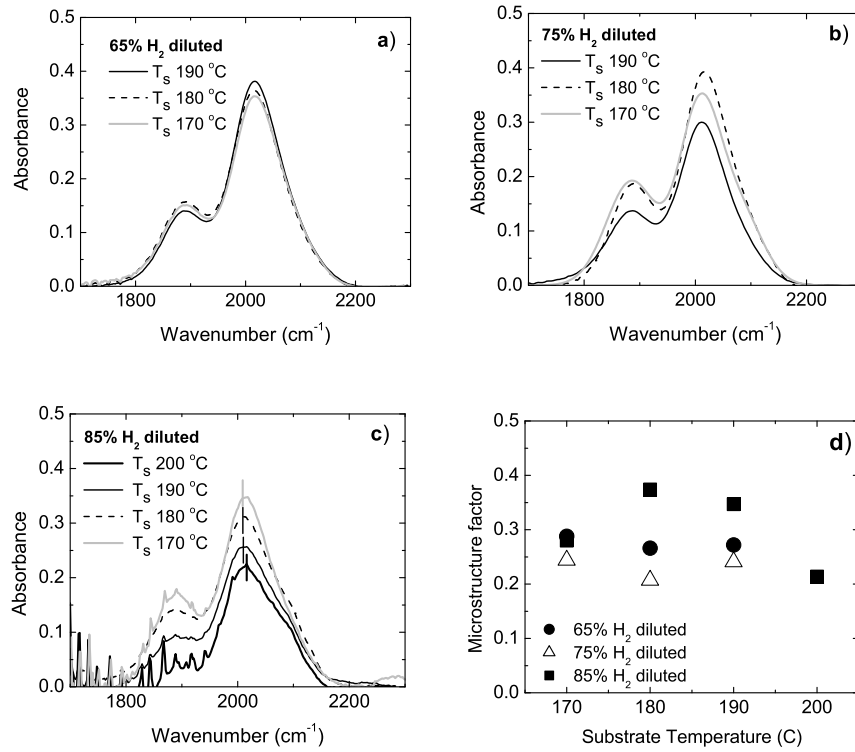 65% H₂ diluted
a)
Tₛ 190 °C
Tₛ 180 °C
Tₛ 170 °C
Absorbance
0.5
0.4
0.3
0.2
0.1
0.0
1800 2000 2200
Wavenumber (cm⁻¹)
75% H₂ diluted
b)
Tₛ 190 °C
Tₛ 180 °C
Tₛ 170 °C
Absorbance
0.5
0.4
0.3
0.2
0.1
0.0
1800 2000 2200
Wavenumber (cm⁻¹)
85% H₂ diluted
c)
Tₛ 200 °C
Tₛ 190 °C
Tₛ 180 °C
Tₛ 170 °C
Absorbance
0.5
0.4
0.3
0.2
0.1
0.0
1800 2000 2200
Wavenumber (cm⁻¹)
d)
Microstructure factor
0.5
0.4
0.3
0.2
0.1
0.0
65% H₂ diluted
75% H₂ diluted
85% H₂ diluted
170 180 190 200
Substrate Temperature (C)